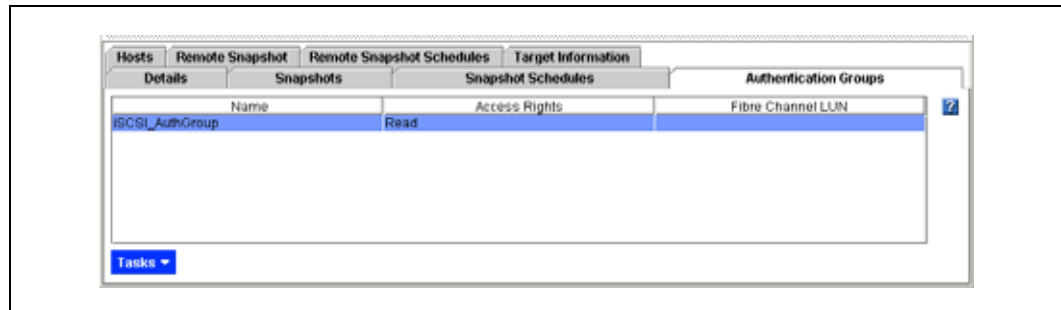 Hosts Remote Snapshot Remote Snapshot Schedules Target Information
Details Snapshots Snapshot Schedules Authentication Groups
Name Access Rights Fibre Channel LUN ?
iSCSI_AuthGroup Read
Tasks